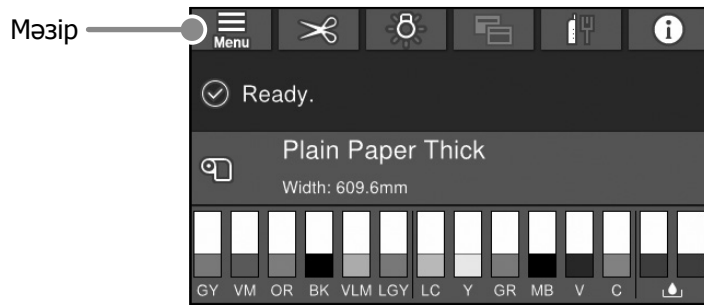 Мәзір
Menu
Ready.
Plain Paper Thick
Width: 609.6mm
GY VM OR BK VLM LGY LC Y GR MB V C